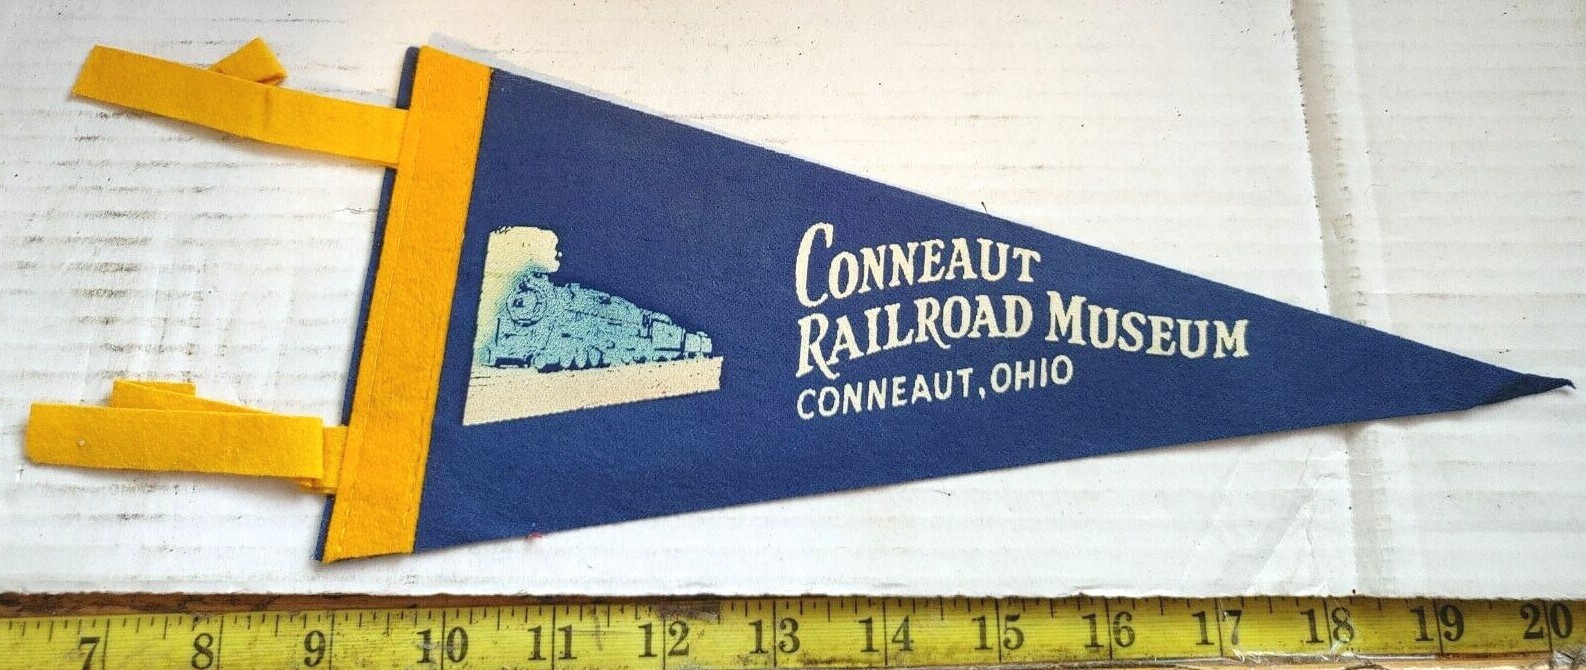 CONNEAUT
RAILROAD MUSEUM
CONNEAUT, OHIO
7 8 9 10 11 12 13 14 15 16 17 18 19 20